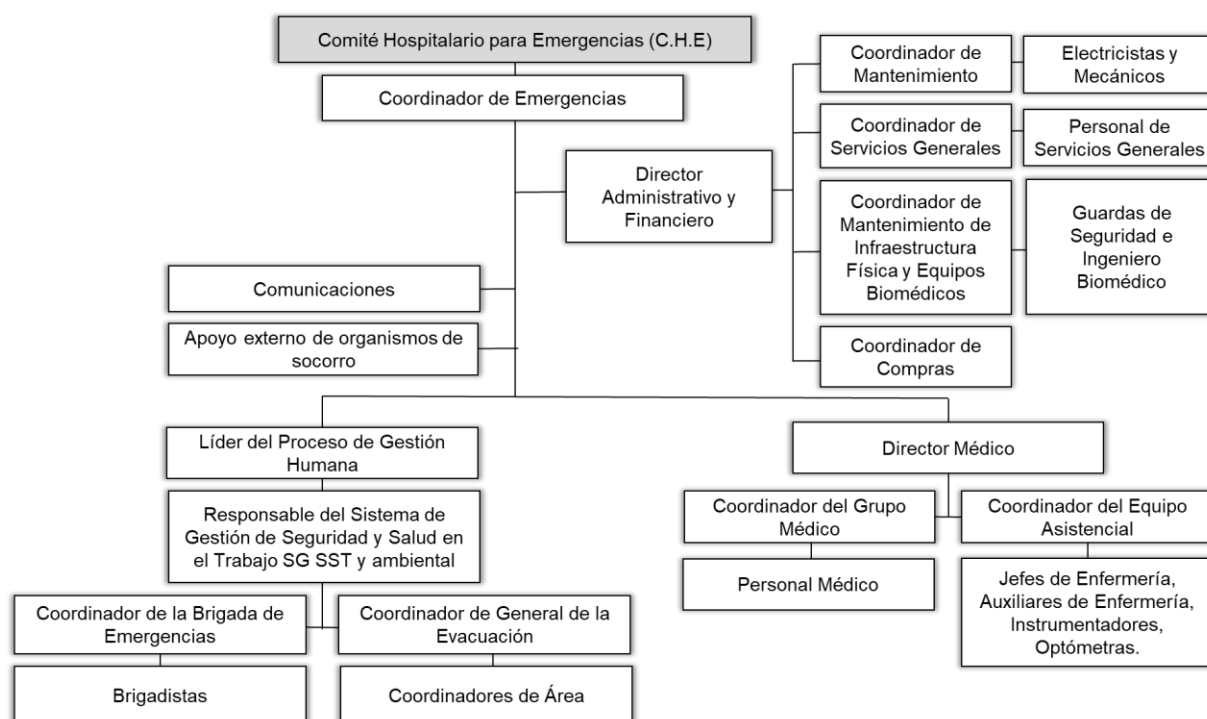 Comité Hospitalario para Emergencias (C.H.E)
Coordinador de Emergencias
Coordinador de
Mantenimiento
Electricistas y
Mecánicos
Coordinador de
Servicios Generales
Personal de
Servicios Generales
Director
Administrativo y
Financiero
Coordinador de
Mantenimiento de
Infraestructura
Física y Equipos
Biomédicos
Guardas de
Seguridad e
Ingeniero
Biomédico
Coordinador de
Compras
Comunicaciones
Apoyo externo de organismos de
socorro
Líder del Proceso de Gestión
Humana
Responsable del Sistema de
Gestión de Seguridad y Salud en
el Trabajo SG SST y ambiental
Coordinador de la Brigada de
Emergencias
Coordinador de General de la
Evacuación
Brigadistas
Coordinadores de Área
Director Médico
Coordinador del Grupo
Médico
Coordinador del Equipo
Asistencial
Personal Médico
Jefes de Enfermería,
Auxiliares de Enfermería,
Instrumentadores,
Optómetras.